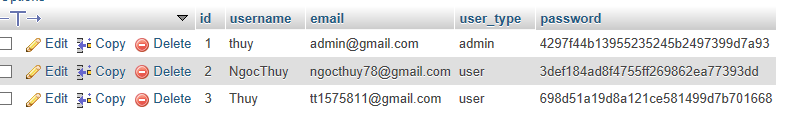 id username email user_type password
Edit Copy Delete 1 thuy admin@gmail.com admin 4297f44b13955235245b2497399d7a93
Edit Copy Delete 2 NgocThuy ngocthuy78@gmail.com user 3def184ad8f4755ff269862ea77393dd
Edit Copy Delete 3 Thuy tt1575811@gmail.com user 698d51a19d8a121ce581499d7b701668